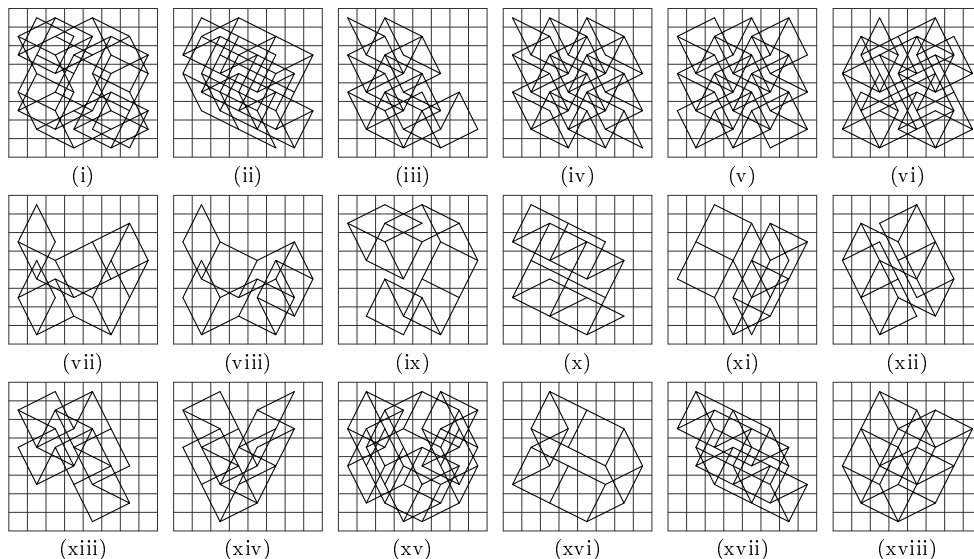 (i) (ii) (iii) (iv) (v) (vi)
(vii) (viii) (ix) (x) (xi) (xii)
(xiii) (xiv) (xv) (xvi) (xvii) (xviii)